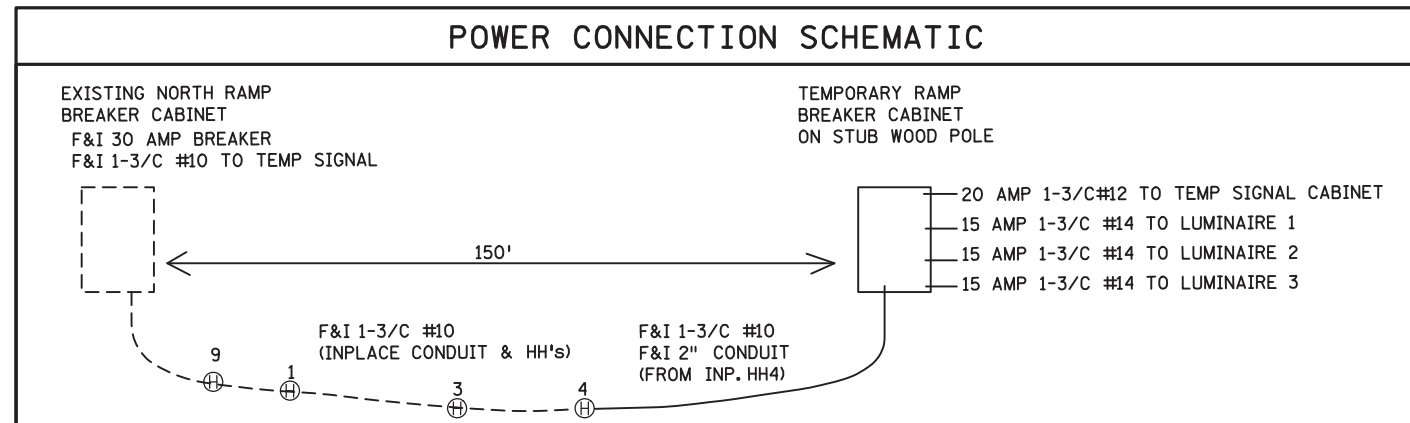 POWER CONNECTION SCHEMATIC
EXISTING NORTH RAMP
BREAKER CABINET
F&I 30 AMP BREAKER
F&I 1-3/C #10 TO TEMP SIGNAL
TEMPORARY RAMP
BREAKER CABINET
ON STUB WOOD POLE
20 AMP 1-3/C#12 TO TEMP SIGNAL CABINET
15 AMP 1-3/C #14 TO LUMINAIRE 1
15 AMP 1-3/C #14 TO LUMINAIRE 2
15 AMP 1-3/C #14 TO LUMINAIRE 3
150'
F&I 1-3/C #10
(INPLACE CONDUIT & HH's)
F&I 1-3/C #10
F&I 2" CONDUIT
(FROM INP. HH4)
9
H
1
H
3
H
4
H